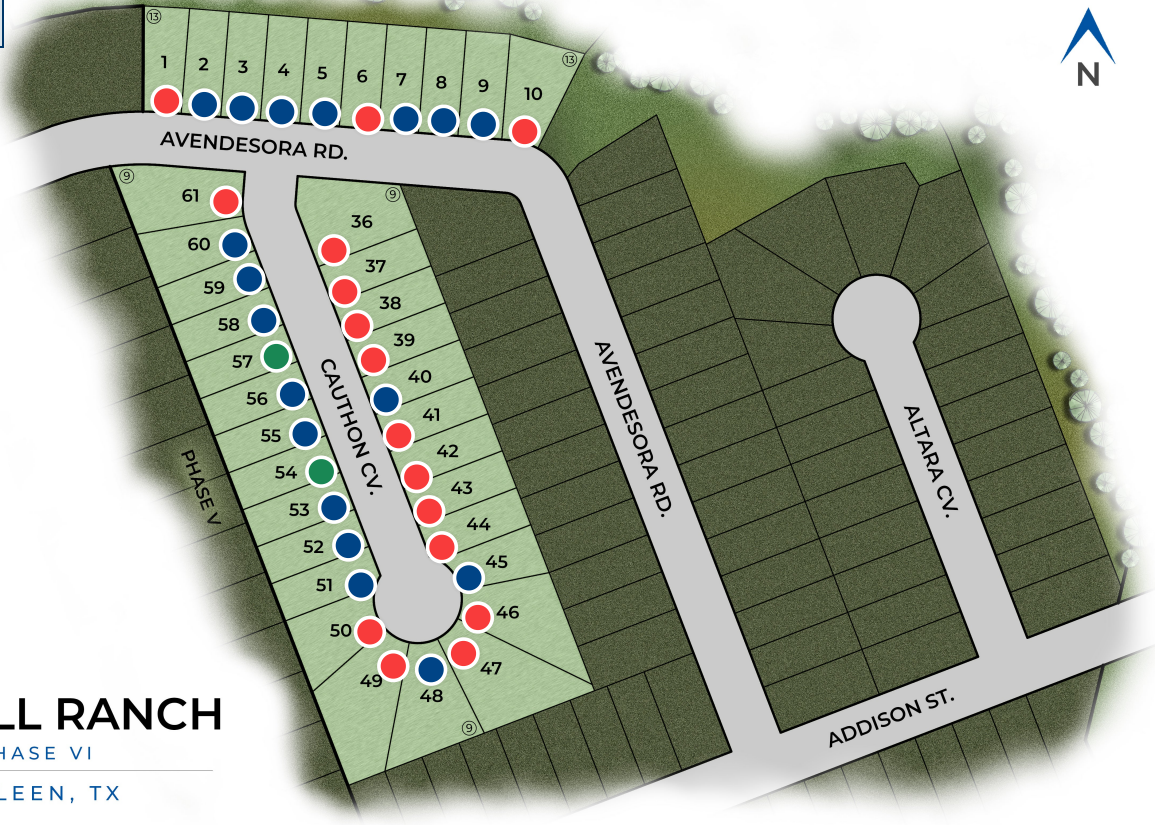 13
13
1 2 3 4 5 6 7 8 9 10
N
AVENDESORA RD.
9
9
61
36
60
37
59
38
58
39
57
40
56
41
55
42
54
43
53
44
52
45
51
46
50
47
49
48
9
CAUTHON CV.
PHASE V
AVENDESORA RD.
ALTARA CV.
ADDISON ST.
LL RANCH
HASE VI
LEEN, TX